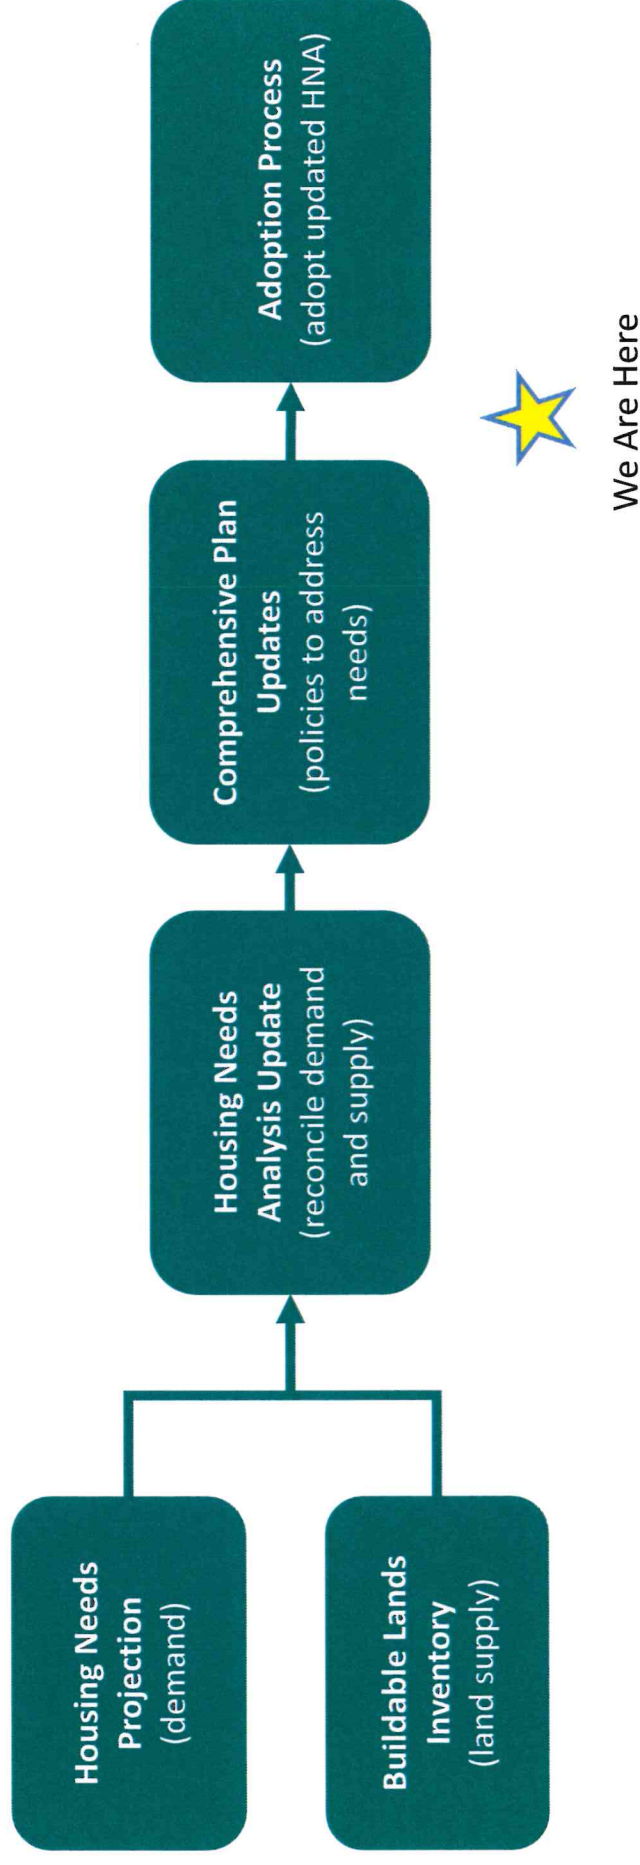 Housing Needs
Projection
(demand)
Buildable Lands
Inventory
(land supply)
Housing Needs
Analysis Update
(reconcile demand
and supply)
Comprehensive Plan
Updates
(policies to address
needs)
Adoption Process
(adopt updated HNA)
We Are Here